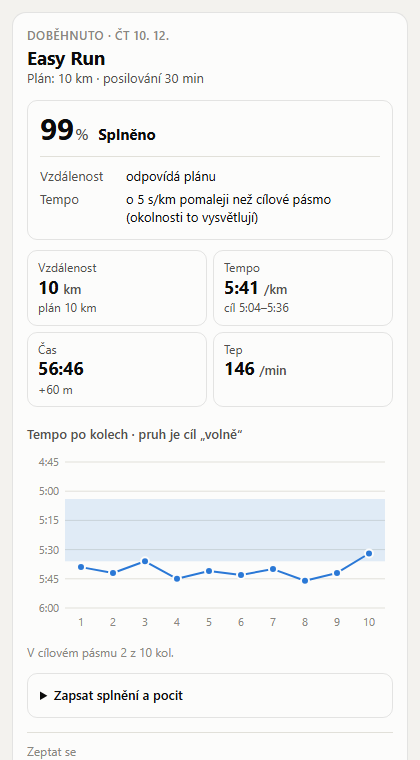 DOBĚHNUTO · ČT 10. 12.
Easy Run
Plán: 10 km · posilování 30 min
99% Splněno
Vzdálenost odpovídá plánu
Tempo o 5 s/km pomaleji než cílové pásmo
(okolnosti to vysvětlují)
Vzdálenost
10 km
plán 10 km
Tempo
5:41 /km
cíl 5:04–5:36
Čas
56:46
+60 m
Tep
146 /min
Tempo po kolech · pruh je cíl „volně“
4:45
5:00
5:15
5:30
5:45
6:00
1 2 3 4 5 6 7 8 9 10
V cílovém pásmu 2 z 10 kol.
▶ Zapsat splnění a pocit
Zeptat se